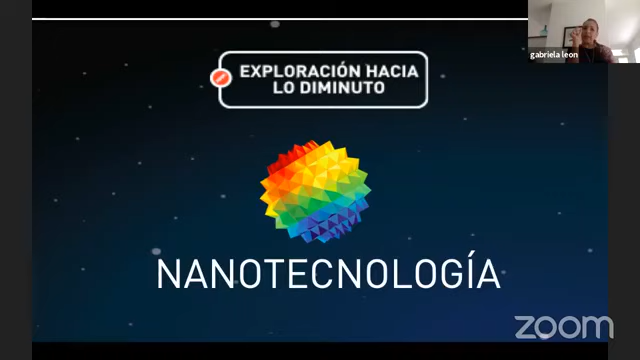 EXPLORACIÓN HACIA
LO DIMINUTO
gabriela leon
NANOTECNOLOGÍA
zoom